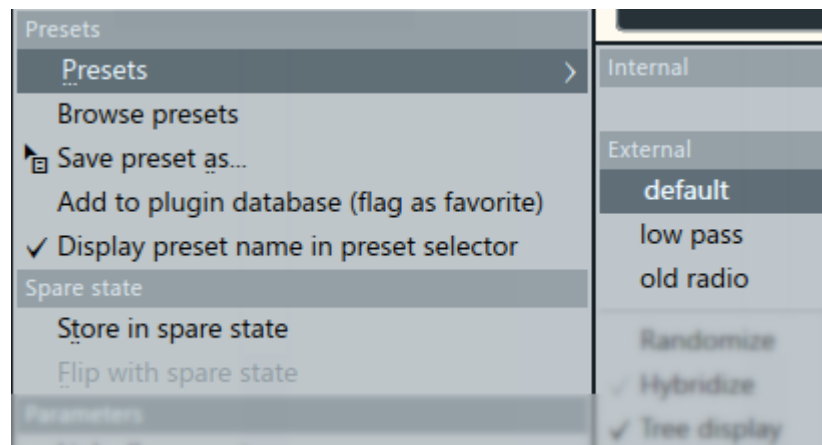 Presets
Presets
Browse presets
Save preset as...
Add to plugin database (flag as favorite)
Display preset name in preset selector
Spare state
Store in spare state
Flip with spare state
Parameters
Internal
External
default
low pass
old radio
Randomize
Hybridize
Tree display